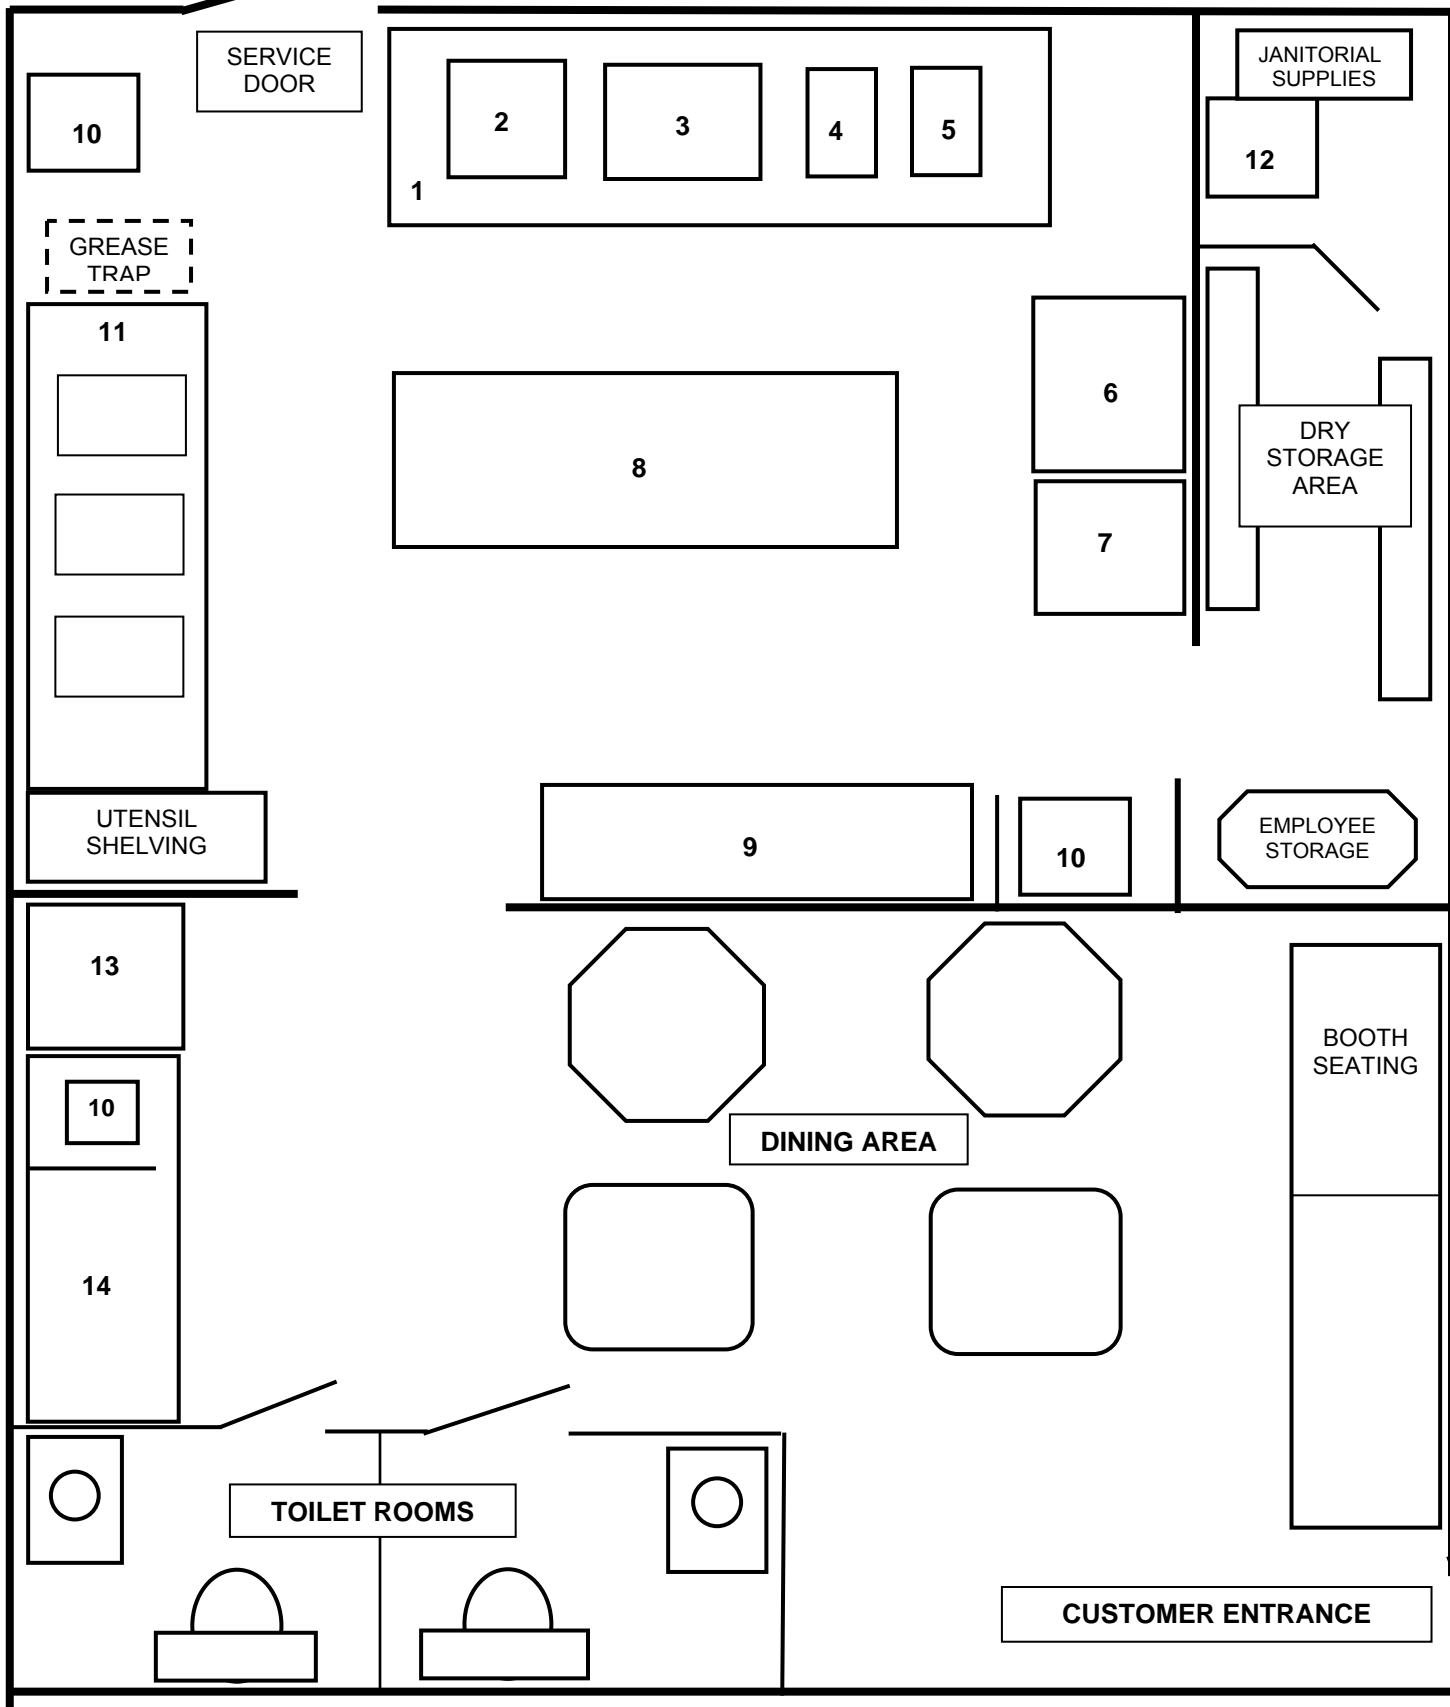 SERVICE
DOOR
JANITORIAL
SUPPLIES
10
2
3
4
5
1
12
GREASE
TRAP
11
6
8
DRY
STORAGE
AREA
7
UTENSIL
SHELVING
9
10
EMPLOYEE
STORAGE
13
10
BOOTH
SEATING
DINING AREA
14
TOILET ROOMS
CUSTOMER ENTRANCE